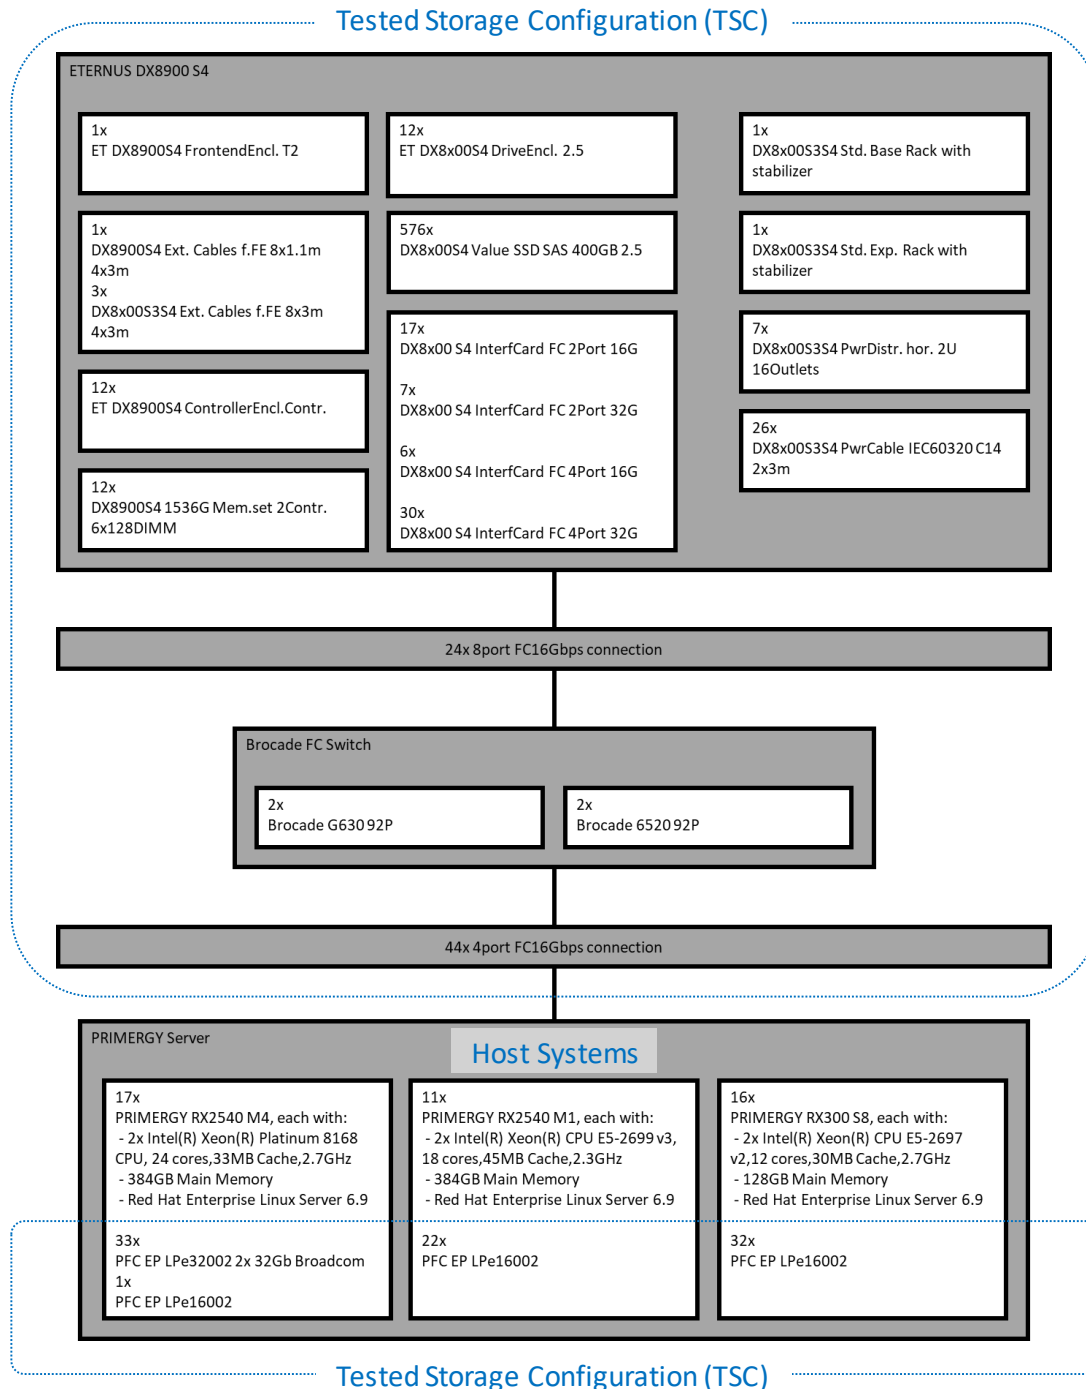 Tested Storage Configuration (TSC)
ETERNUS DX8900 S4
1x
ET DX8900S4 FrontendEncl. T2
1x
DX8900S4 Ext. Cables f.FE 8x1.1m
4x3m
3x
DX8x00S3S4 Ext. Cables f.FE 8x3m
4x3m
12x
ET DX8900S4 ControllerEncl.Contr.
12x
DX8900S4 1536G Mem.set 2Contr.
6x128DIMM
12x
ET DX8x00S4 DriveEncl. 2.5
576x
DX8x00S4 Value SSD SAS 400GB 2.5
17x
DX8x00 S4 InterfCard FC 2Port 16G
7x
DX8x00 S4 InterfCard FC 2Port 32G
6x
DX8x00 S4 InterfCard FC 4Port 16G
30x
DX8x00 S4 InterfCard FC 4Port 32G
1x
DX8x00S3S4 Std. Base Rack with
stabilizer
1x
DX8x00S3S4 Std. Exp. Rack with
stabilizer
7x
DX8x00S3S4 PwrDistr. hor. 2U
16Outlets
26x
DX8x00S3S4 PwrCable IEC60320 C14
2x3m
24x 8port FC16Gbps connection
Brocade FC Switch
2x
Brocade G630 92P
2x
Brocade 6520 92P
44x 4port FC16Gbps connection
PRIMERGY Server
Host Systems
17x
PRIMERGY RX2540 M4, each with:
- 2x Intel(R) Xeon(R) Platinum 8168
CPU, 24 cores,33MB Cache,2.7GHz
- 384GB Main Memory
- Red Hat Enterprise Linux Server 6.9
33x
PFC EP LPe32002 2x 32Gb Broadcom
1x
PFC EP LPe16002
11x
PRIMERGY RX2540 M1, each with:
- 2x Intel(R) Xeon(R) CPU E5-2699 v3,
18 cores,45MB Cache,2.3GHz
- 384GB Main Memory
- Red Hat Enterprise Linux Server 6.9
22x
PFC EP LPe16002
16x
PRIMERGY RX300 S8, each with:
- 2x Intel(R) Xeon(R) CPU E5-2697
v2,12 cores,30MB Cache,2.7GHz
- 128GB Main Memory
- Red Hat Enterprise Linux Server 6.9
32x
PFC EP LPe16002
Tested Storage Configuration (TSC)